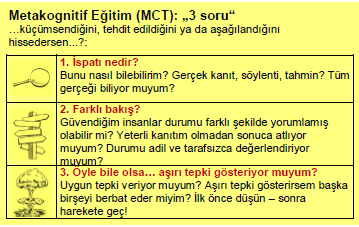 Metakognitif Eğitim (MCT): „3 soru“
…küçümsendiğini, tehdit edildiğini ya da aşağılandığını
hissedersen...?:
1. İspatı nedir?
Bunu nasıl bilebilirim? Gerçek kanıt, söylenti, tahmin? Tüm
gerçeği biliyor muyum?
2. Farklı bakış?
Güvendiğim insanlar durumu farklı şekilde yorumlamış
olabilir mi? Yeterli kanıtım olmadan sonuca atlıyor
muyum? Durumu adil ve tarafsızca değerlendiriyor
muyum?
3. Öyle bile olsa… aşırı tepki gösteriyor muyum?
Uygun tepki veriyor muyum? Aşırı tepki gösterirsem başka
birşeyi berbat eder miyim? İlk önce düşün – sonra
harekete geç!